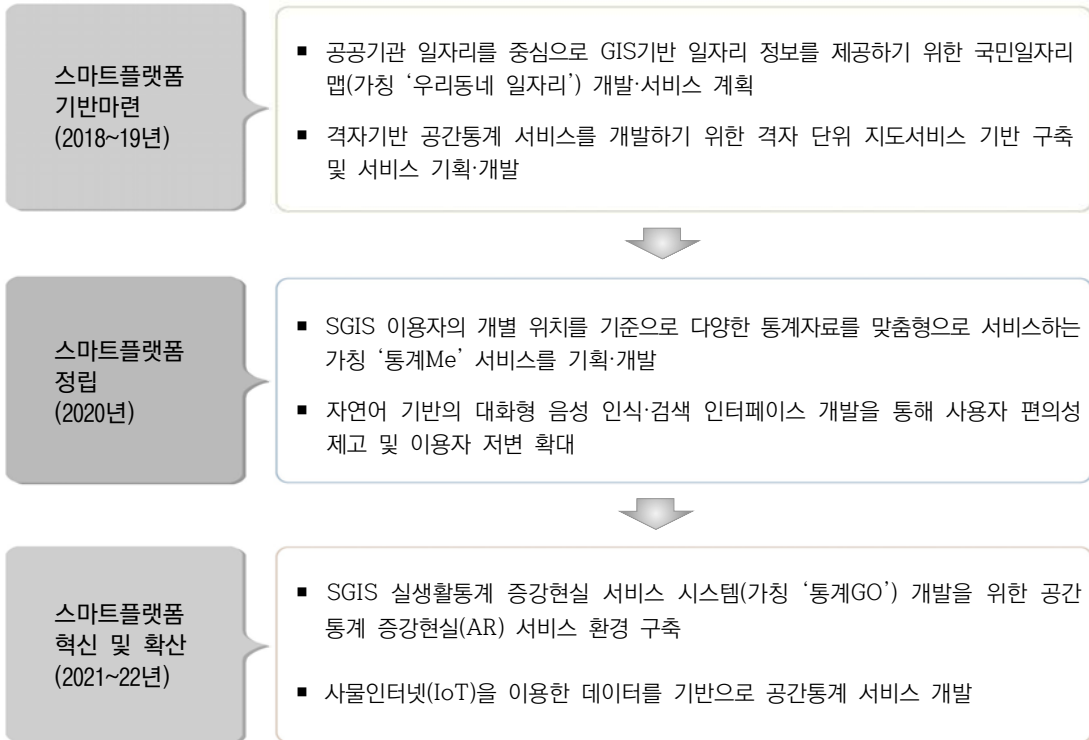 스마트플랫폼
기반마련
(2018~19년)
▪ 공공기관 일자리를 중심으로 GIS기반 일자리 정보를 제공하기 위한 국민일자리
맵(가칭 ‘우리동네 일자리’) 개발·서비스 계획
▪ 격자기반 공간통계 서비스를 개발하기 위한 격자 단위 지도서비스 기반 구축
및 서비스 기획·개발
스마트플랫폼
정립
(2020년)
▪ SGIS 이용자의 개별 위치를 기준으로 다양한 통계자료를 맞춤형으로 서비스하는
가칭 ‘통계Me’ 서비스를 기획·개발
▪ 자연어 기반의 대화형 음성 인식·검색 인터페이스 개발을 통해 사용자 편의성
제고 및 이용자 저변 확대
스마트플랫폼
혁신 및 확산
(2021~22년)
▪ SGIS 실생활통계 증강현실 서비스 시스템(가칭 ‘통계GO’) 개발을 위한 공간
통계 증강현실(AR) 서비스 환경 구축
▪ 사물인터넷(IoT)을 이용한 데이터를 기반으로 공간통계 서비스 개발